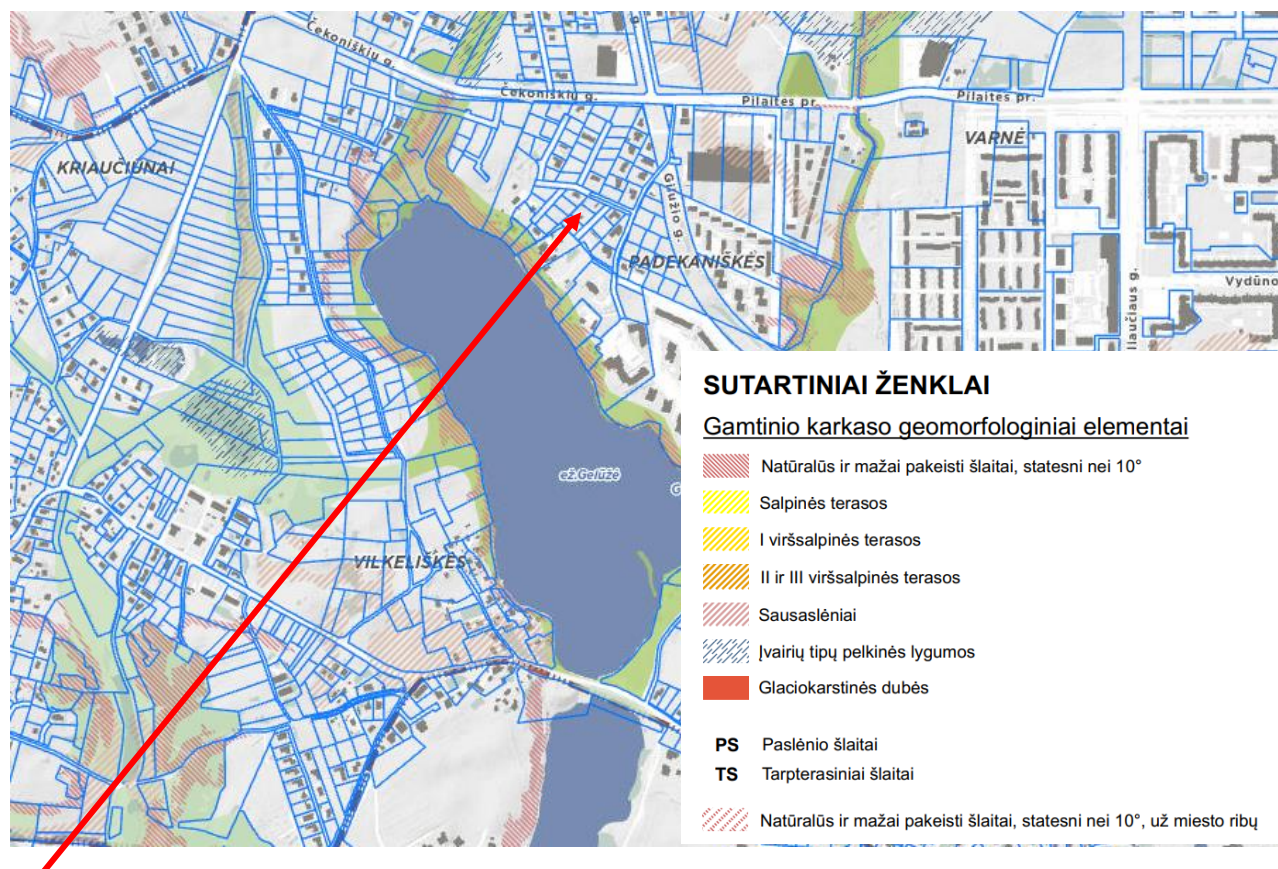 Čekoniškių g.
Čekoniškių g.
Pilaitės pr.
Pilaitės pr.
VARNĖ
KRIAUČIŪNAI
Gilužio g.
PADEKANIŠKĖS
Vydūno
liaučiaus g.
ež.Gelūžė
G
VILKELIŠKĖS
SUTARTINIAI ŽENKLAI
Gamtinio karkaso geomorfologiniai elementai
Natūralūs ir mažai pakeisti šlaitai, statesni nei 10°
Salpinės terasos
I viršsalpinės terasos
II ir III viršsalpinės terasos
Sausaslėniai
Įvairių tipų pelkinės lygumos
Glaciokarstinės dubės
PS Paslėnio šlaitai
TS Tarpterasiniai šlaitai
Natūralūs ir mažai pakeisti šlaitai, statesni nei 10°, už miesto ribų